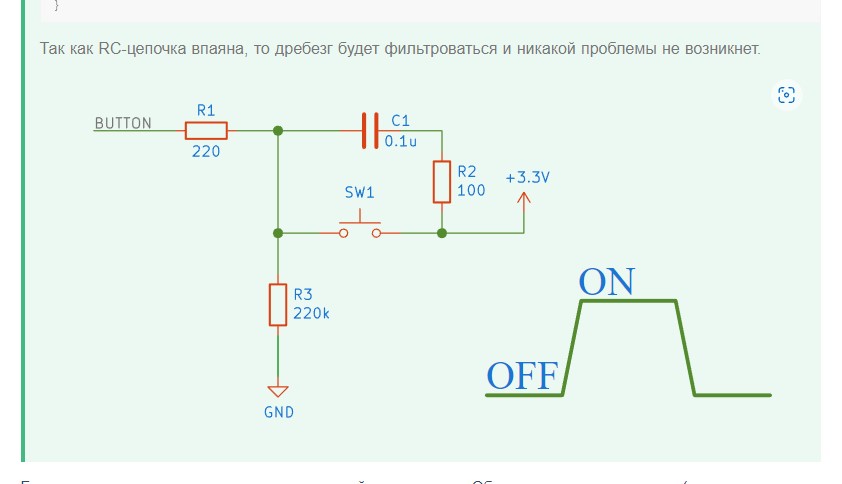 }
Так как RC-цепочка впаяна, то дребезг будет фильтроваться и никакой проблемы не возникнет.
R1
BUTTON
220
C1
0.1u
R2
100
+3.3V
SW1
R3
220k
GND
ON
OFF